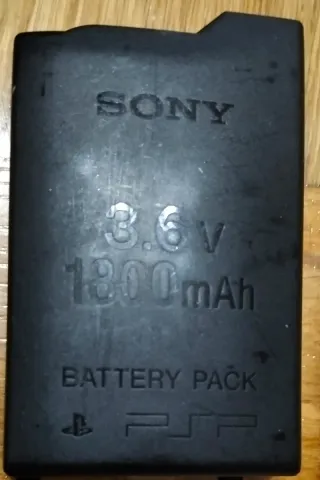 SONY
3.6V
1800mAh
BATTERY PACK
PSP